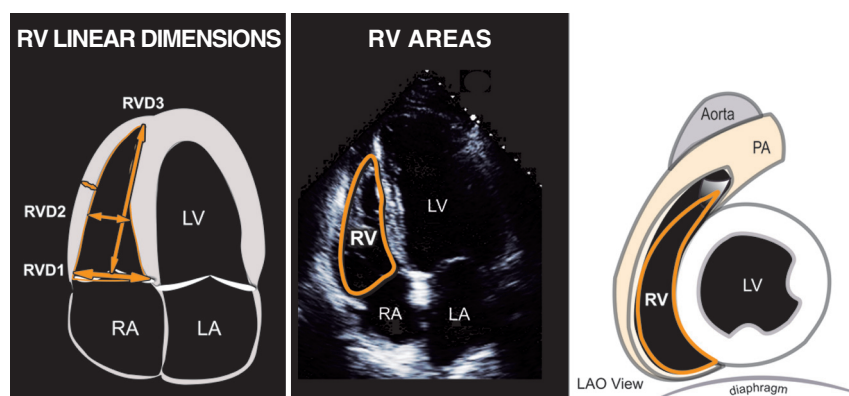 RV LINEAR DIMENSIONS
RVD3
RVD2
LV
RVD1
RA
LA
RV AREAS
LV
RV
RA
LA
Aorta
PA
RV
LV
LAO View
diaphragm